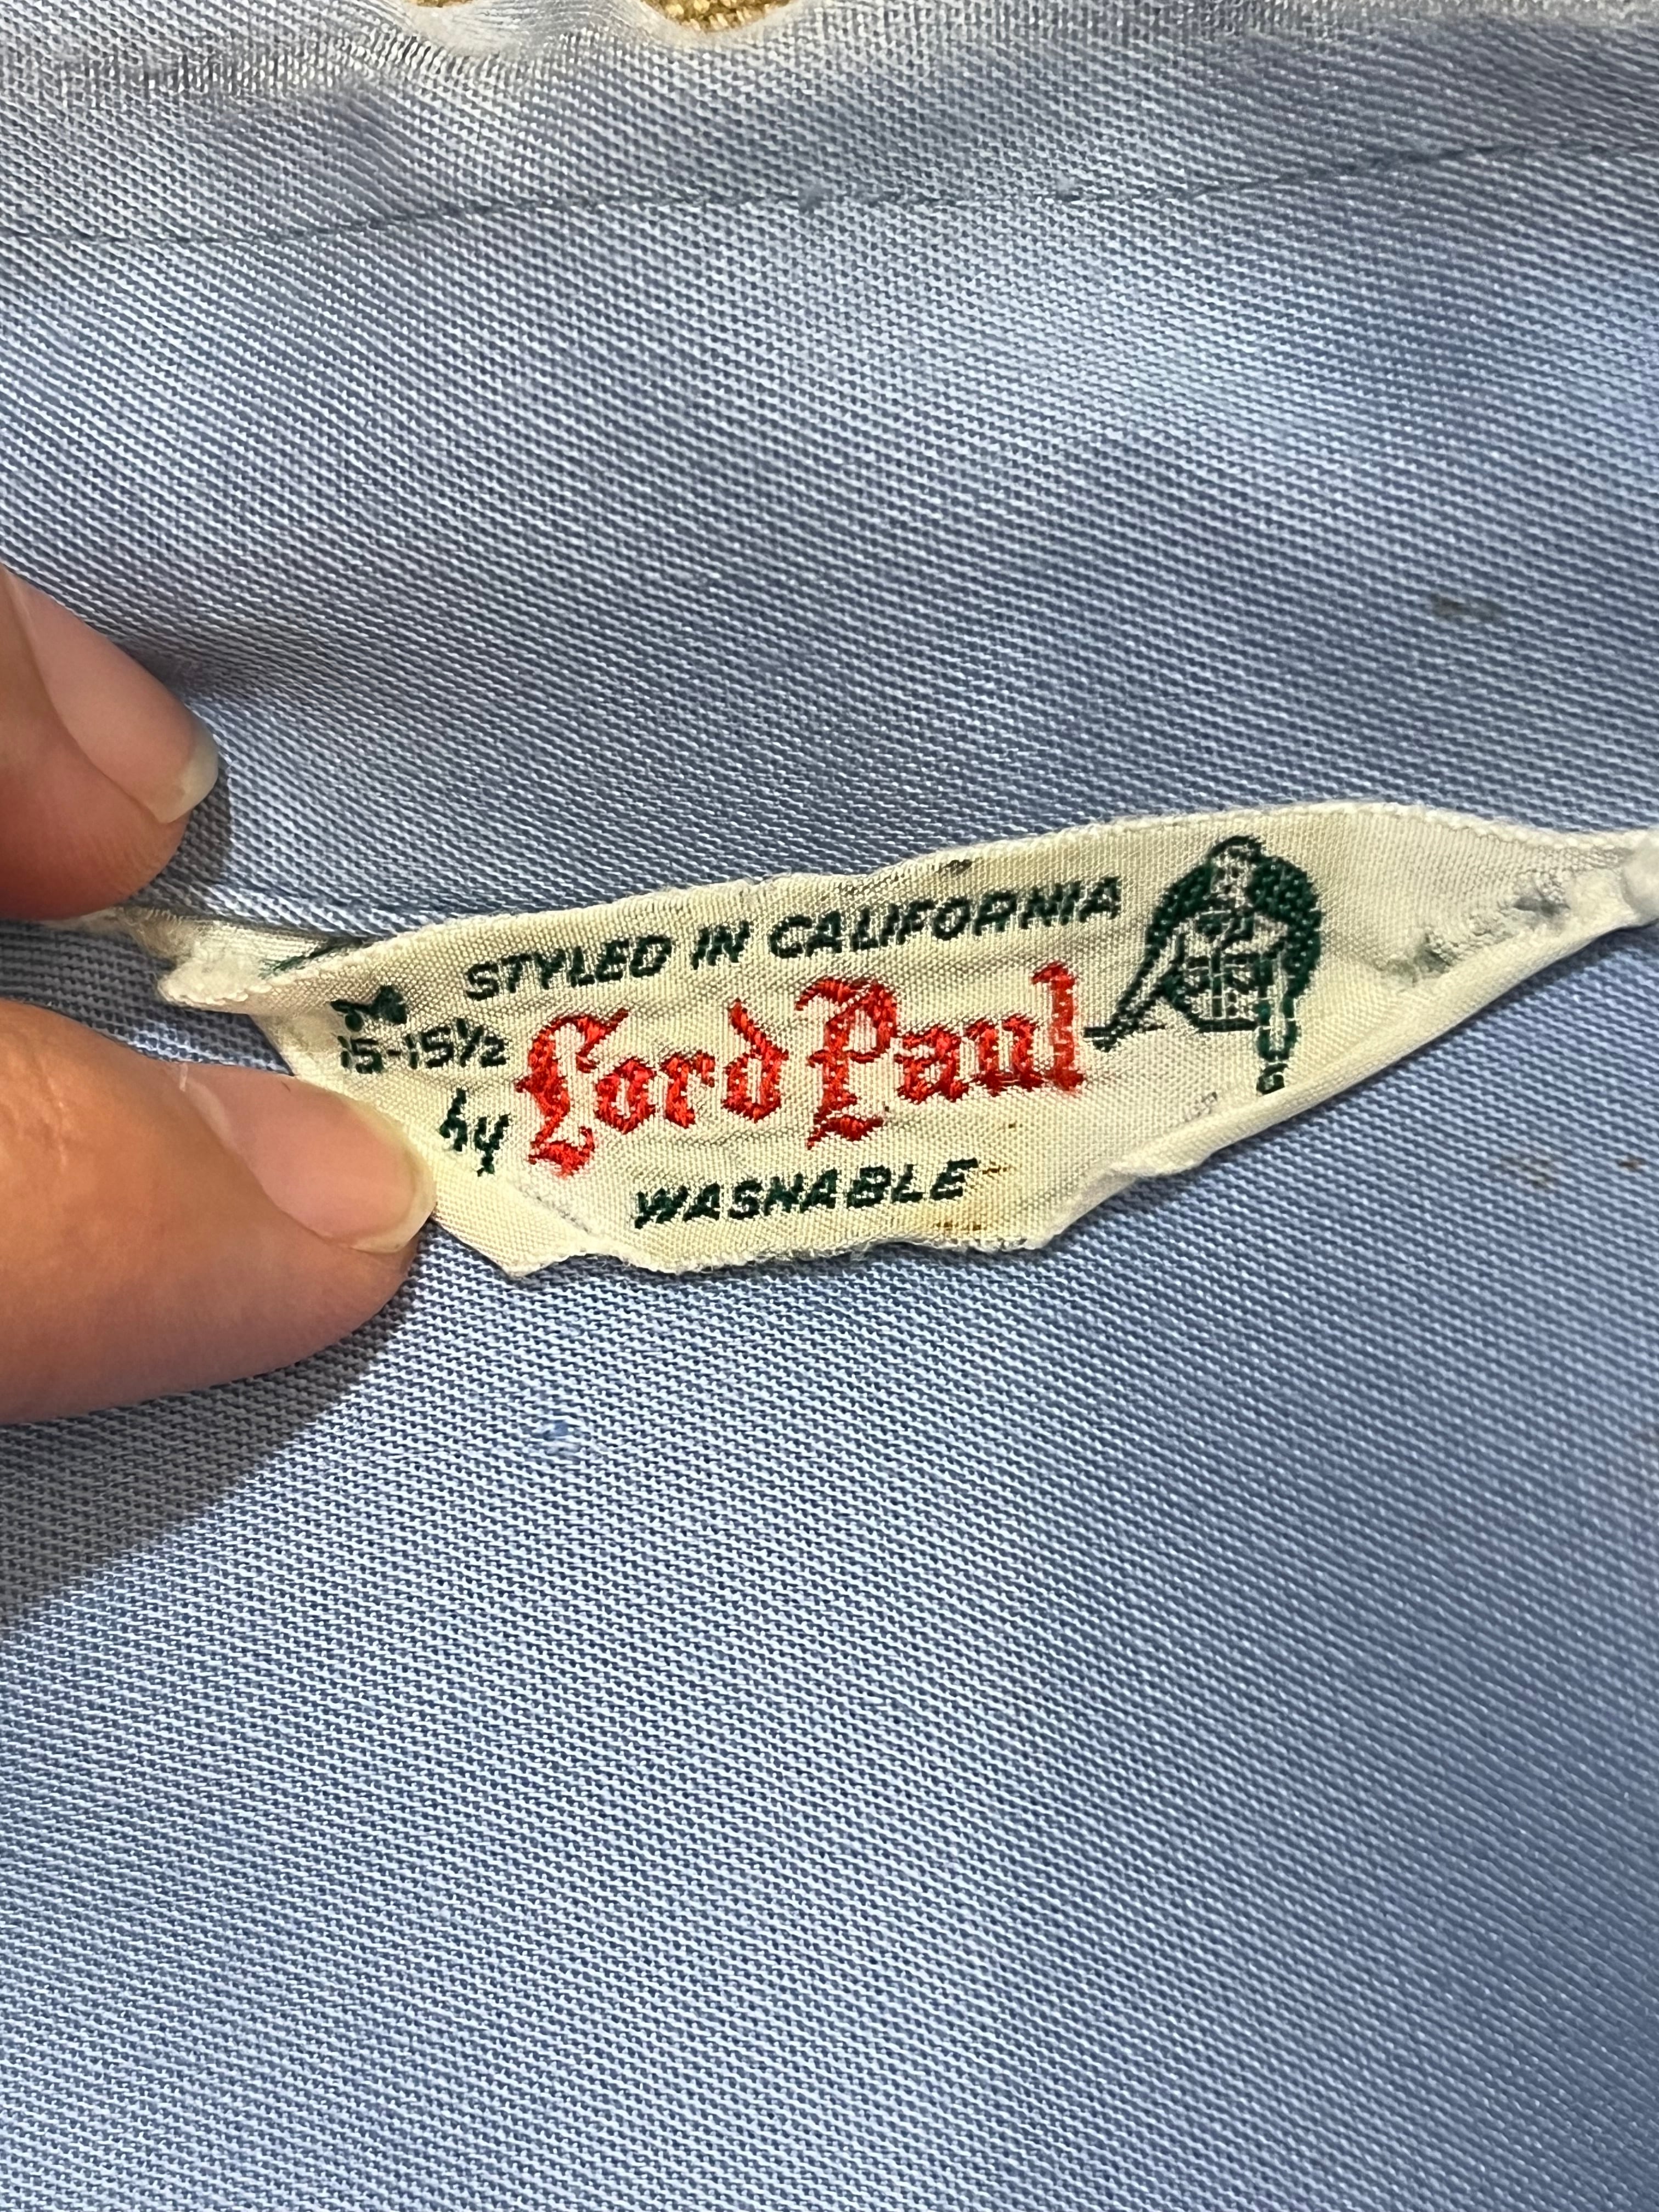 M
15-15½
STYLED IN CALIFORNIA
by Lord Paul
WASHABLE